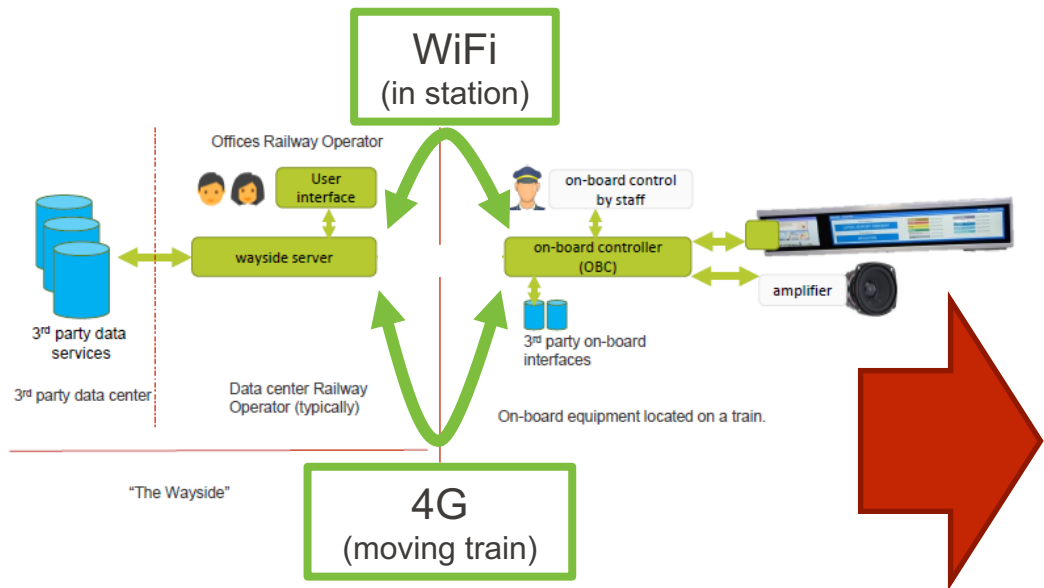 WiFi
(in station)
Offices Railway Operator
User
interface
on-board control
by staff
wayside server
on-board controller
(OBC)
amplifier
3rd party data
services
3rd party on-board
interfaces
3rd party data center
Data center Railway
Operator (typically)
On-board equipment located on a train.
"The Wayside"
4G
(moving train)